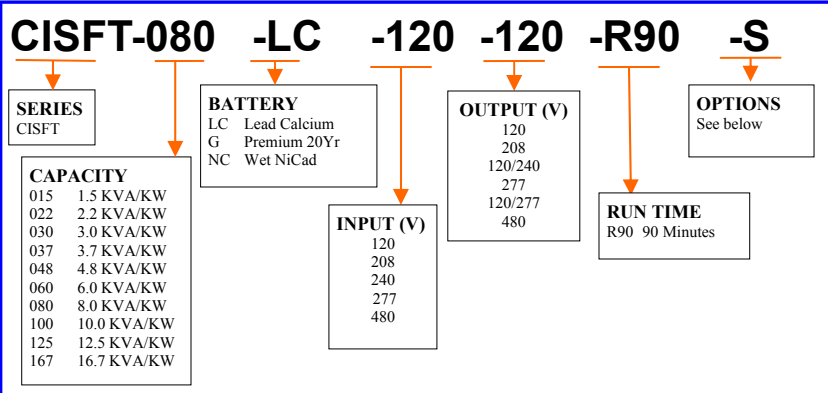 CISFT-080 -LC -120 -120 -R90 -S
SERIES
CISFT
CAPACITY
015 1.5 KVA/KW
022 2.2 KVA/KW
030 3.0 KVA/KW
037 3.7 KVA/KW
048 4.8 KVA/KW
060 6.0 KVA/KW
080 8.0 KVA/KW
100 10.0 KVA/KW
125 12.5 KVA/KW
167 16.7 KVA/KW
BATTERY
LC Lead Calcium
G Premium 20Yr
NC Wet NiCad
INPUT (V)
120
208
240
277
480
OUTPUT (V)
120
208
120/240
277
120/277
480
RUN TIME
R90 90 Minutes
OPTIONS
See below